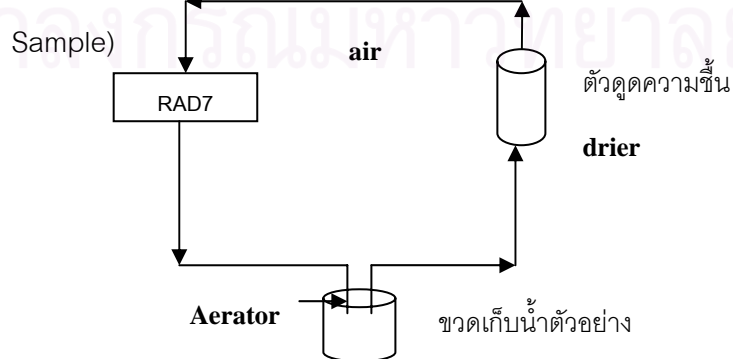 Sample)
air
RAD7
ตัวดูดความชื้น
drier
Aerator
ขวดเก็บน้ำตัวอย่าง